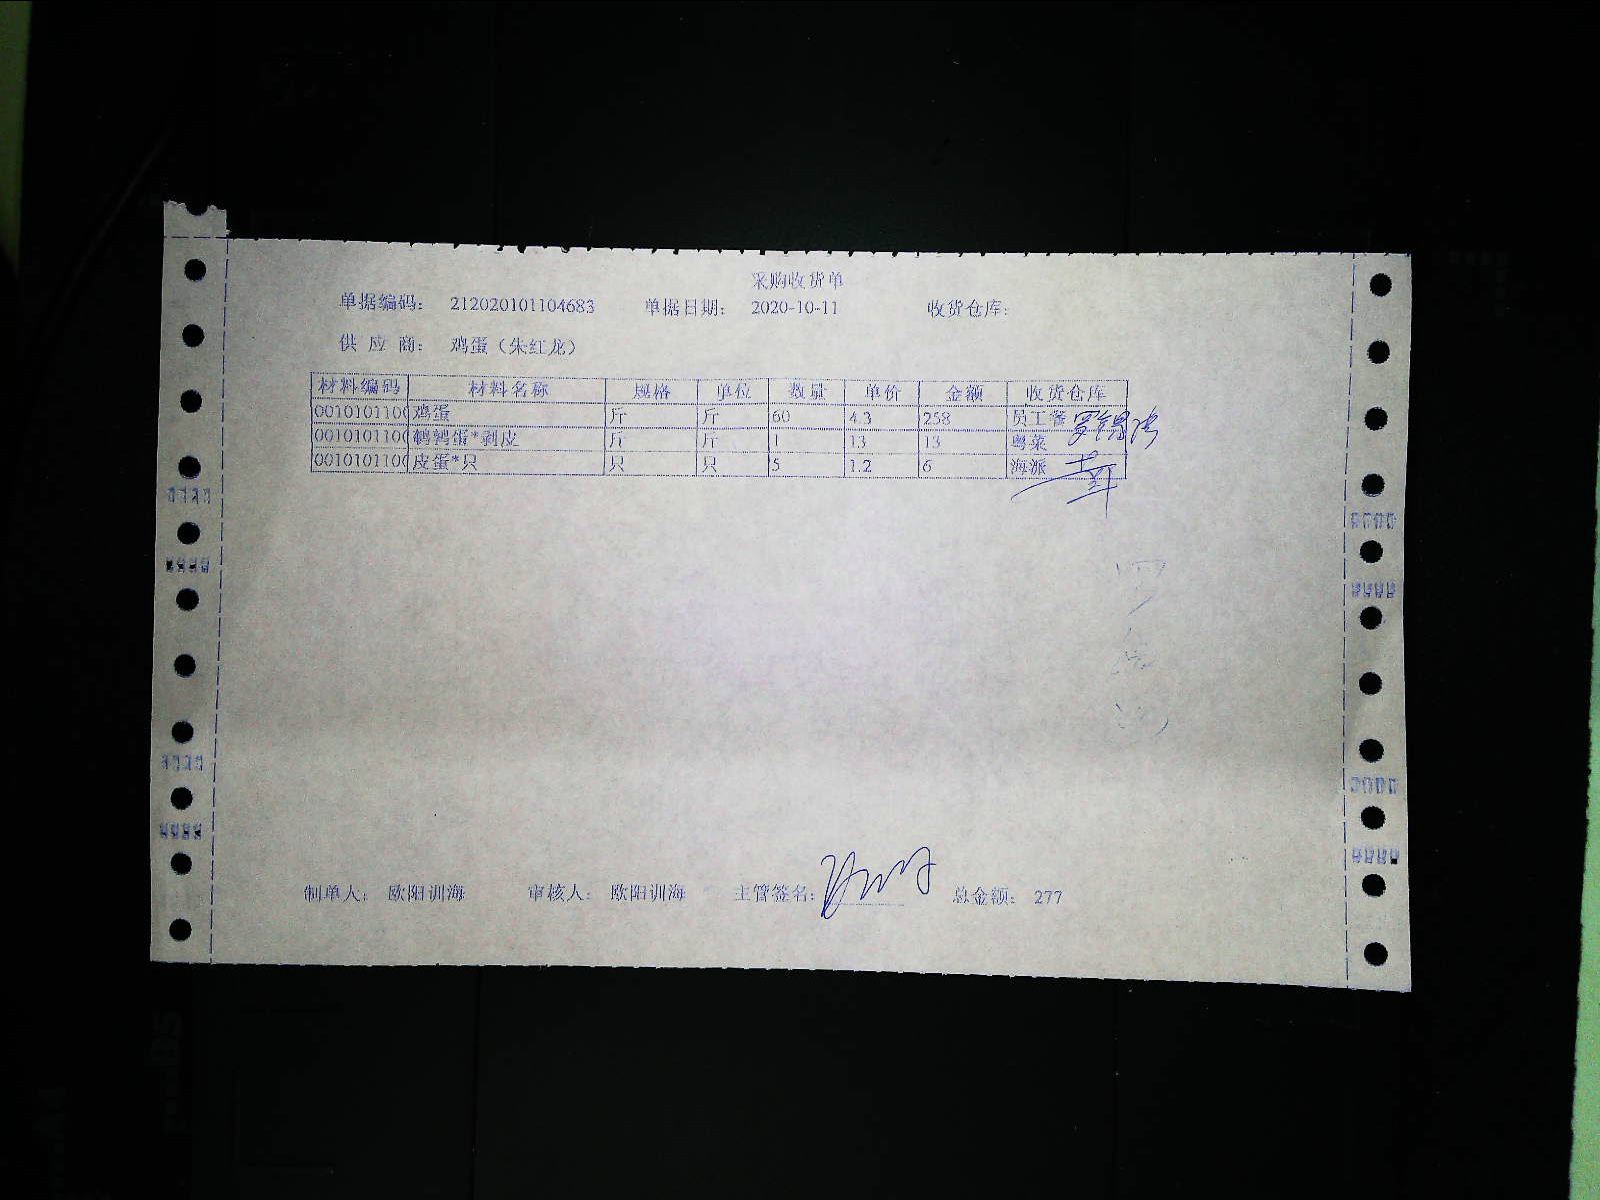 采购收货单
单据编码： 212020101104683 单据日期： 2020-10-11 收货仓库：
供 应 商： 鸡蛋（朱红龙）
材料编码 材料名称 规格 单位 数量 单价 金额 收货仓库
0010101100 鸡蛋 斤 斤 60 4.3 258 员工餐
0010101100 鹌鹑蛋*剥皮 斤 斤 1 13 13 粤菜
0010101100 皮蛋*只 只 只 5 1.2 6 海派
制单人： 欧阳训海 审核人： 欧阳训海 主管签名： 总金额： 277